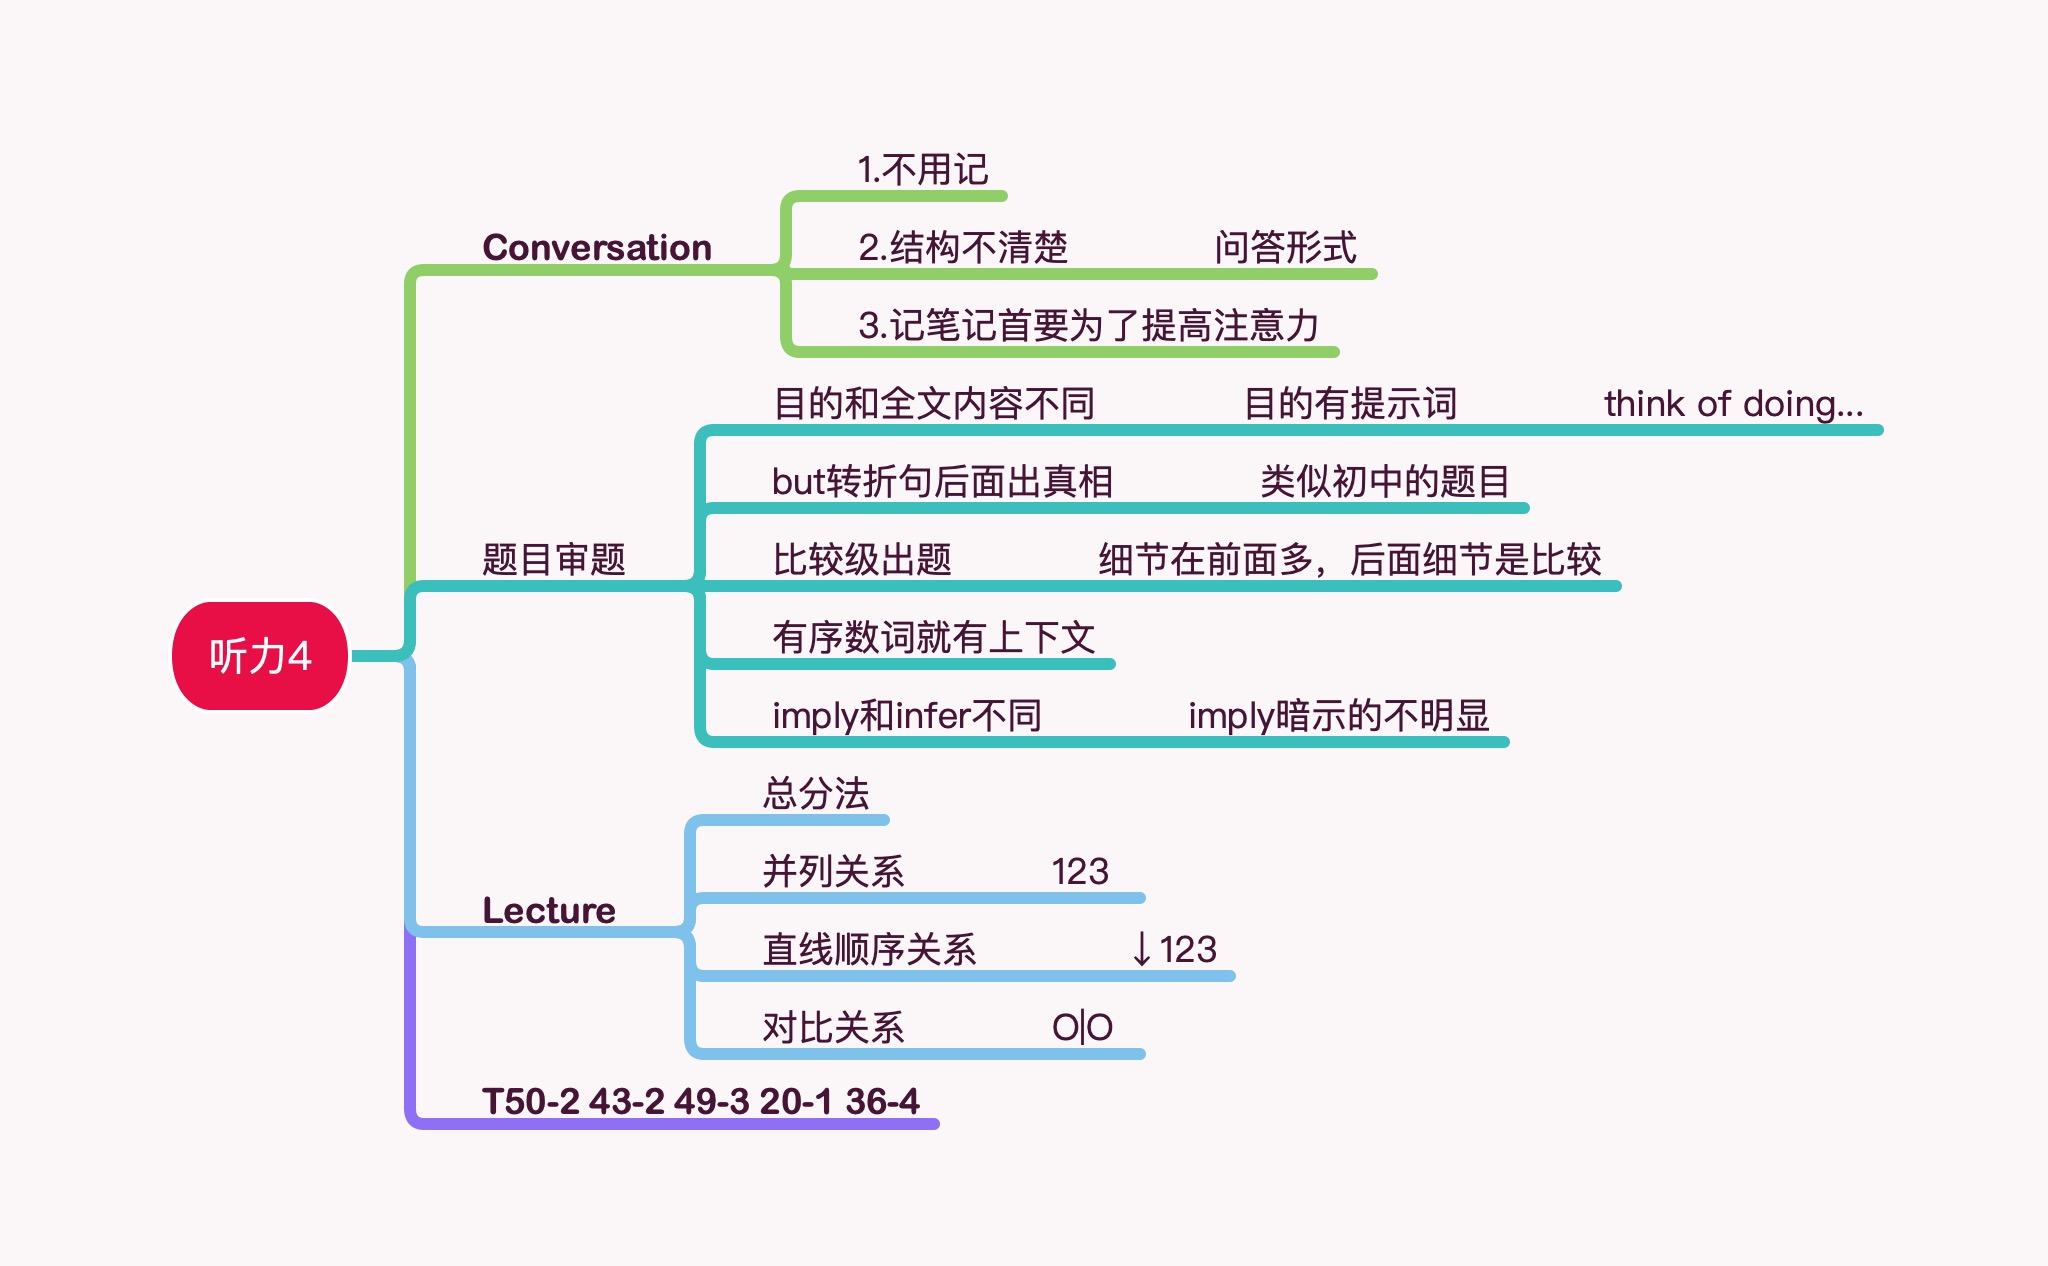 1.不用记
Conversation
2.结构不清楚 问答形式
3.记笔记首要为了提高注意力
目的和全文内容不同 目的有提示词 think of doing...
but转折句后面出真相 类似初中的题目
题目审题
比较级出题 细节在前面多，后面细节是比较
有序数词就有上下文
听力4
imply和infer不同 imply暗示的不明显
总分法
并列关系 123
Lecture
直线顺序关系 ↓123
对比关系 O|O
T50-2 43-2 49-3 20-1 36-4